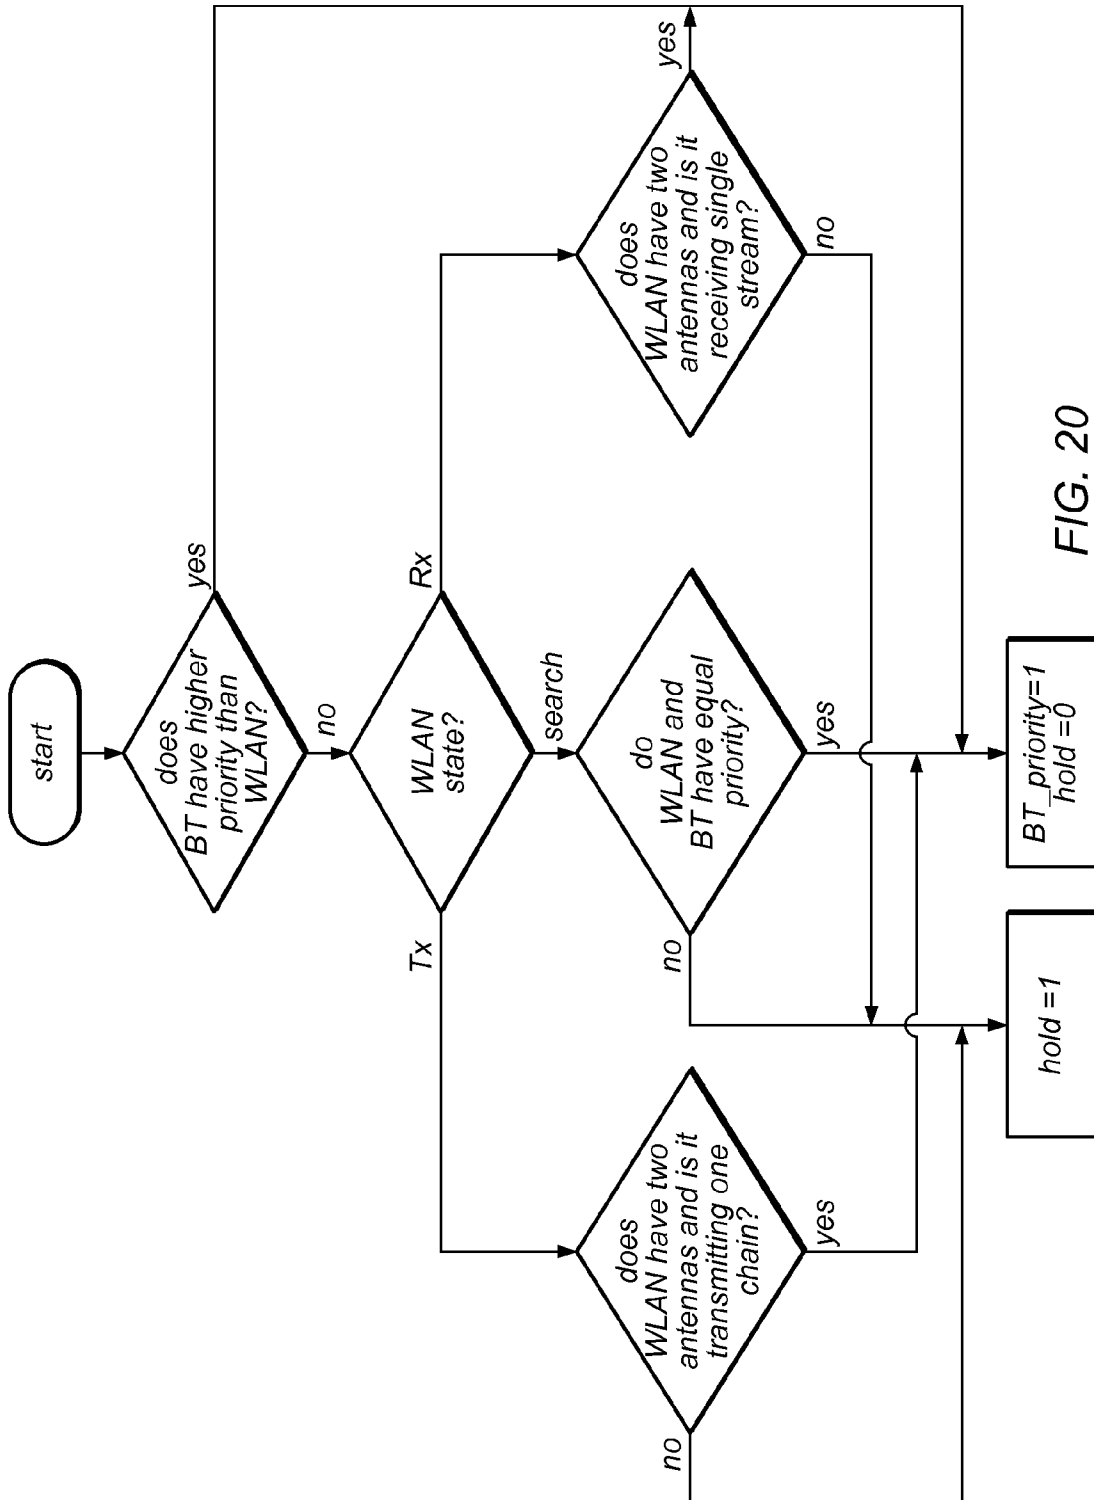 start
does
BT have higher
priority than
WLAN?
yes
no
WLAN
state?
Tx
Rx
search
does
WLAN have two
antennas and is it
transmitting one
chain?
no
yes
do
WLAN and
BT have equal
priority?
no
yes
does
WLAN have two
antennas and is it
receiving single
stream?
yes
no
hold =1
BT_priority=1
hold =0
FIG. 20